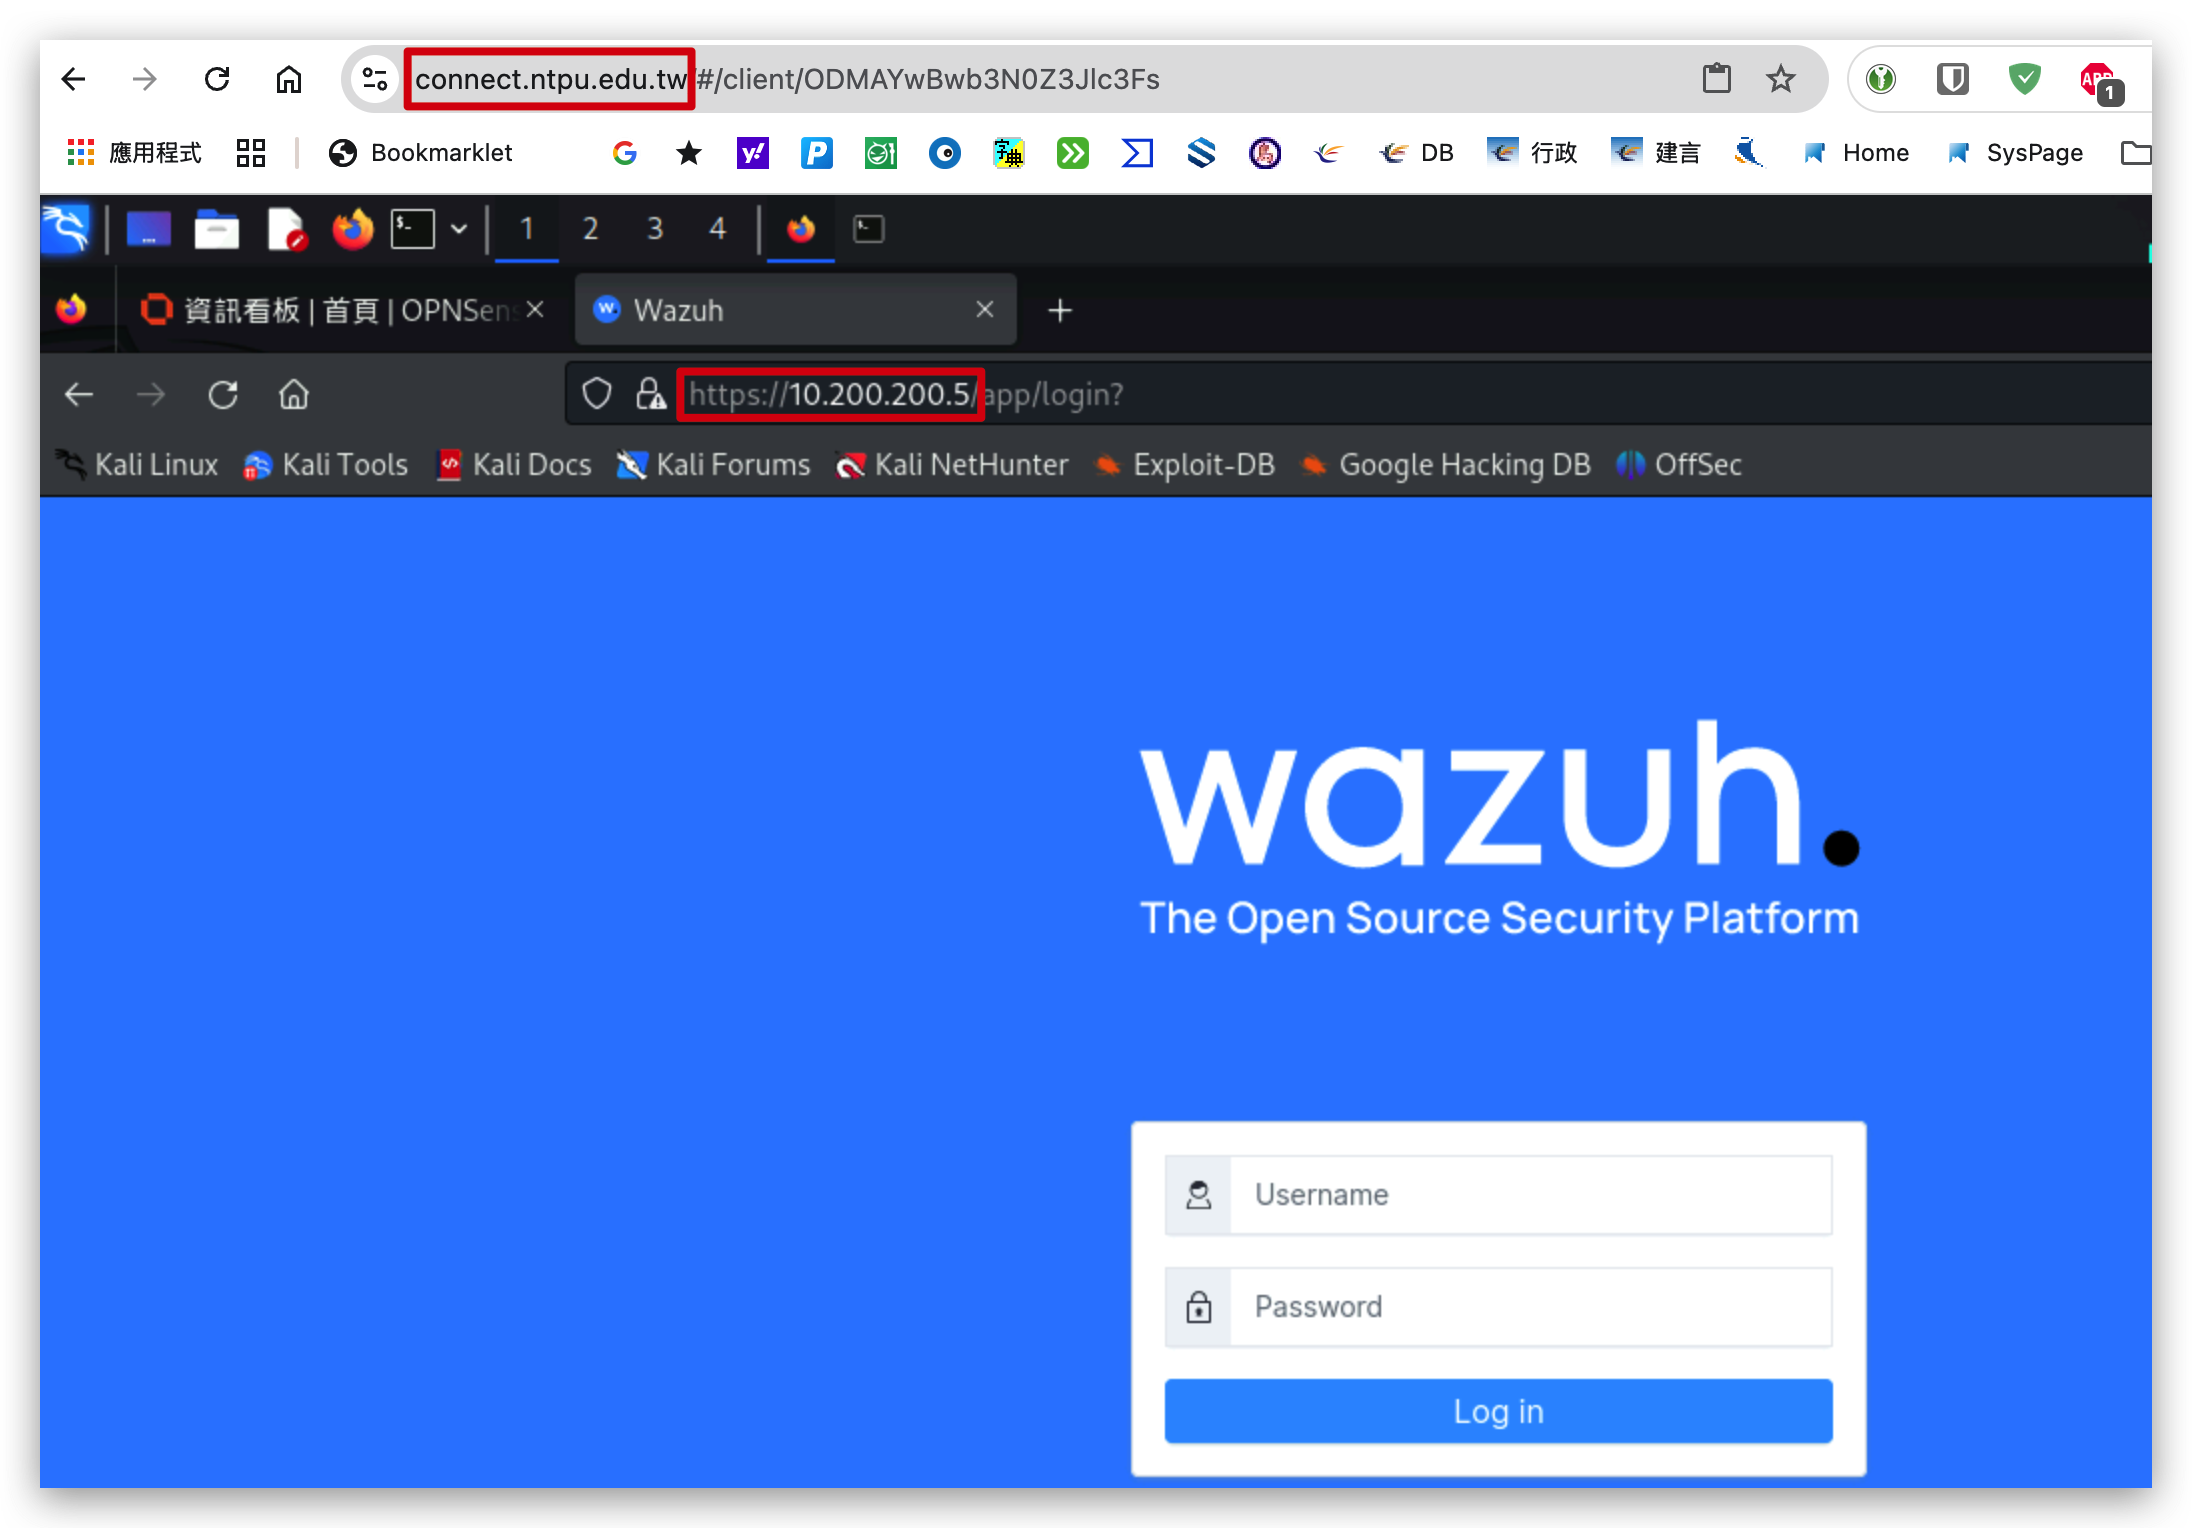 connect.ntpu.edu.tw/#/client/ODMAYwBwb3N0Z3Jlc3Fs
ABP 1
應用程式 Bookmarklet DB 行政 建言 Home SysPage
1 2 3 4
資訊看板 | 首頁 | OPNSens
w. Wazuh
https://10.200.200.5/app/login?
Kali Linux Kali Tools Kali Docs Kali Forums Kali NetHunter Exploit-DB Google Hacking DB OffSec
wazuh.
The Open Source Security Platform
Username
Password
Log in